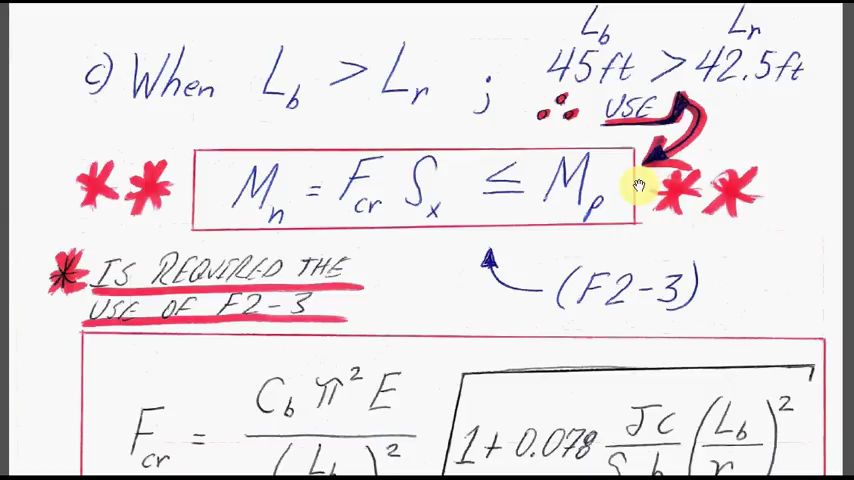 Lb Lr
c) When Lb > Lr ; 45ft > 42.5ft
∴ USE
** Mn = Fcr Sx ≤ Mp **
* IS REQUIRED THE
USE OF F2-3
(F2-3)
Fcr = Cb π² E / (Lb)² √1 + 0.078 Jc/S h (Lb/r)²